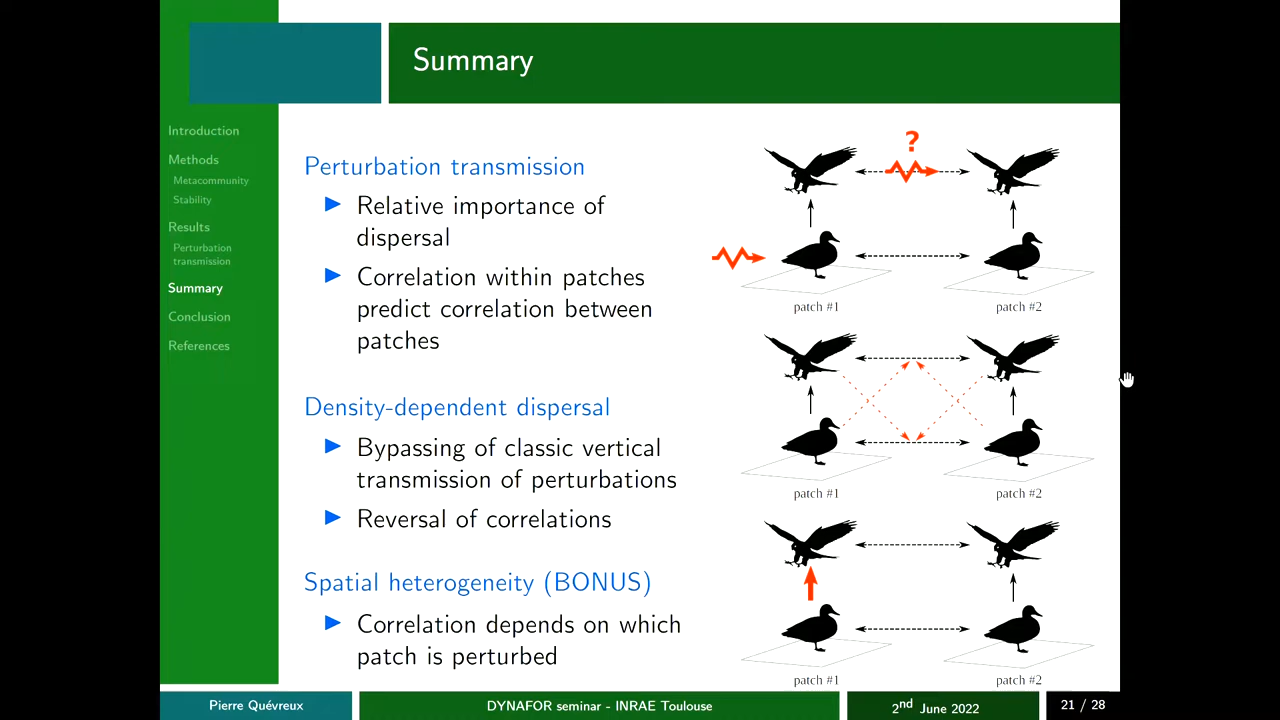 Summary
Introduction
Methods
Metacommunity
Stability
Results
Perturbation
transmission
Summary
Conclusion
References
Perturbation transmission
Relative importance of
dispersal
Correlation within patches
predict correlation between
patches
Density-dependent dispersal
Bypassing of classic vertical
transmission of perturbations
Reversal of correlations
Spatial heterogeneity (BONUS)
Correlation depends on which
patch is perturbed
?
patch #1
patch #2
patch #1
patch #2
patch #1
patch #2
Pierre Quévreux
DYNAFOR seminar - INRAE Toulouse
2nd June 2022
21 / 28